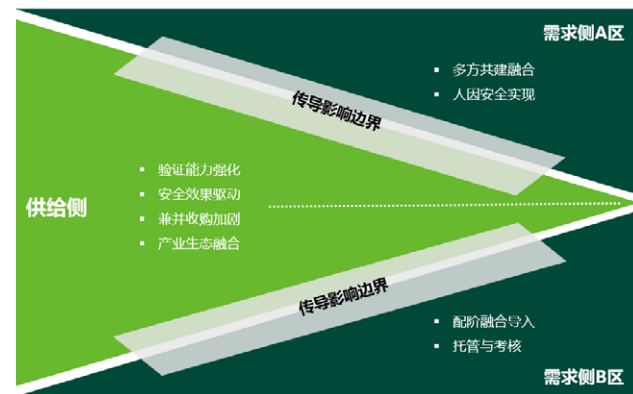 需求侧A区
▪ 多方共建融合
▪ 人因安全实现
传导影响边界
▪ 验证能力强化
▪ 安全效果驱动
供给侧
▪ 兼并收购加剧
▪ 产业生态融合
传导影响边界
▪ 配阶融合导入
▪ 托管与考核
需求侧B区